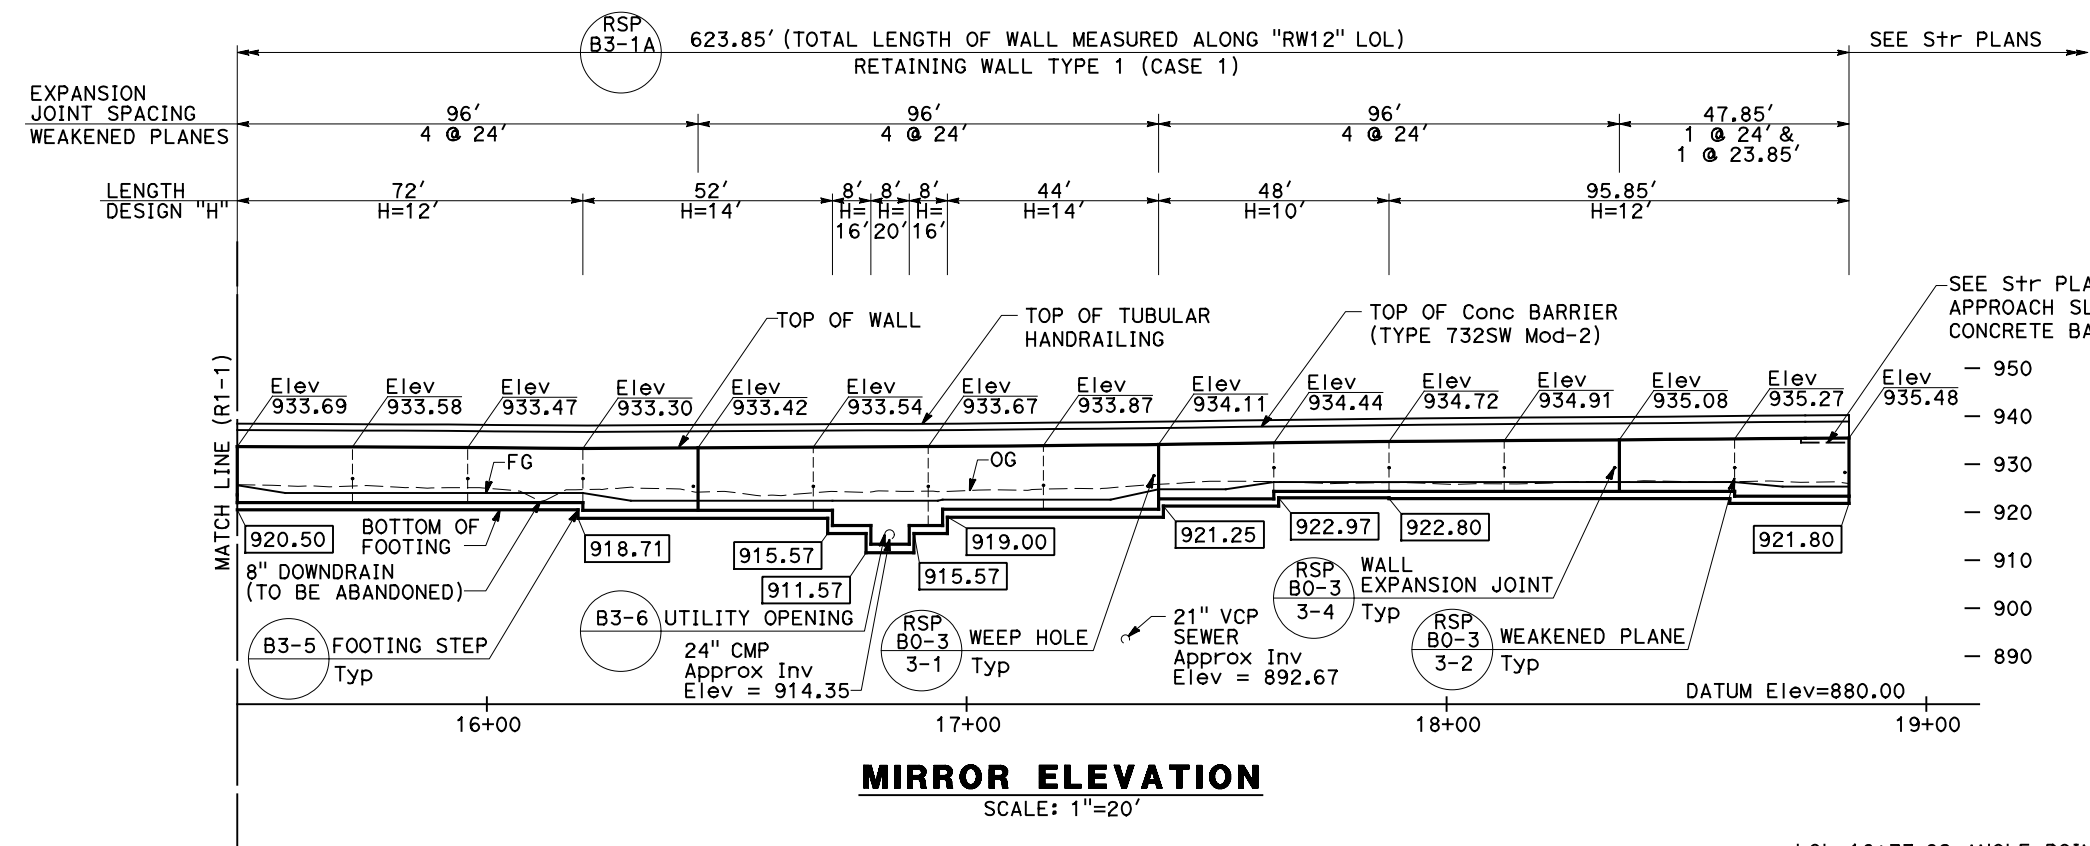 RSP
B3-1A
623.85' (TOTAL LENGTH OF WALL MEASURED ALONG "RW12" LOL)
SEE Str PLANS
RETAINING WALL TYPE 1 (CASE 1)
EXPANSION
JOINT SPACING
WEAKENED PLANES
96'
4 @ 24'
96'
4 @ 24'
96'
4 @ 24'
47.85'
1 @ 24' &
1 @ 23.85'
LENGTH
DESIGN "H"
72'
H=12'
52'
H=14'
8'
H=
16'
8'
H=
20'
8'
H=
16'
44'
H=14'
48'
H=10'
95.85'
H=12'
TOP OF WALL
TOP OF TUBULAR
HANDRAILING
TOP OF Conc BARRIER
(TYPE 732SW Mod-2)
SEE Str PLA
APPROACH SL
CONCRETE BA
MATCH LINE (R1-1)
Elev
933.69
Elev
933.58
Elev
933.47
Elev
933.30
Elev
933.42
Elev
933.54
Elev
933.67
Elev
933.87
Elev
934.11
Elev
934.44
Elev
934.72
Elev
934.91
Elev
935.08
Elev
935.27
Elev
935.48
950
940
930
920
910
900
890
FG
OG
920.50
BOTTOM OF
FOOTING
918.71
915.57
911.57
919.00
915.57
921.25
922.97
922.80
921.80
8" DOWNDRAIN
(TO BE ABANDONED)
B3-5
FOOTING STEP
Typ
B3-6
UTILITY OPENING
24" CMP
Approx Inv
Elev = 914.35
RSP
B0-3
3-1
WEEP HOLE
Typ
21" VCP
SEWER
Approx Inv
Elev = 892.67
RSP
B0-3
3-4
WALL
EXPANSION JOINT
Typ
RSP
B0-3
3-2
WEAKENED PLANE
Typ
DATUM Elev=880.00
16+00
17+00
18+00
19+00
MIRROR ELEVATION
SCALE: 1"=20'